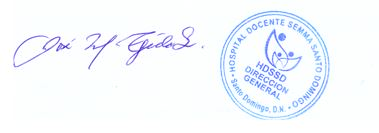 HOSPITAL DOCENTE SEMMA SANTO DOMINGO
HDSSD
DIRECCION
GENERAL
Santo Domingo, D.N.